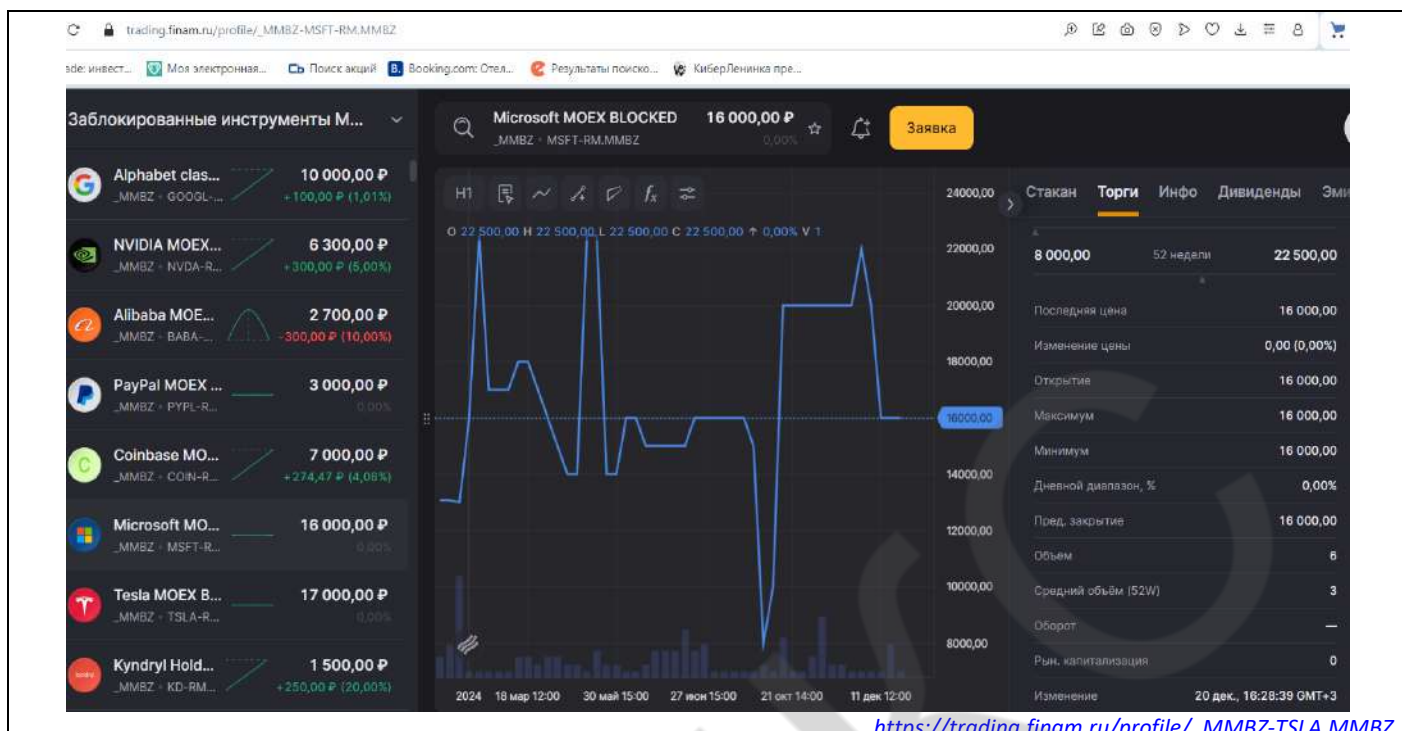 trading.finam.ru/profile/_MMBZ-MSFT-RM.MMBZ
ade: инвест... Моя электронная... Поиск акций Booking.com: Отел... Результаты поиско... КиберЛенинка пре...
Заблокированные инструменты М...
Alphabet clas... 10 000,00 ₽
_MMBZ · GOOGL-... +100,00 ₽ (1,01%)
NVIDIA MOEX... 6 300,00 ₽
_MMBZ · NVDA-R... +300,00 ₽ (5,00%)
Alibaba MOE... 2 700,00 ₽
_MMBZ · BABA-... -300,00 ₽ (10,00%)
PayPal MOEX ... 3 000,00 ₽
_MMBZ · PYPL-R... 0,00%
Coinbase MO... 7 000,00 ₽
_MMBZ · COIN-R... +274,47 ₽ (4,08%)
Microsoft MO... 16 000,00 ₽
_MMBZ · MSFT-R... 0,00%
Tesla MOEX B... 17 000,00 ₽
_MMBZ · TSLA-R... 0,00%
Kyndryl Hold... 1 500,00 ₽
_MMBZ · KD-RM... +250,00 ₽ (20,00%)
Microsoft MOEX BLOCKED 16 000,00 ₽
_MMBZ · MSFT-RM.MMBZ 0,00%
Заявка
H1 fx
O 22 500,00 H 22 500,00 L 22 500,00 C 22 500,00 ↑ 0,00% V 1
24000,00
22000,00
20000,00
18000,00
16000,00
14000,00
12000,00
10000,00
8000,00
2024 18 мар 12:00 30 май 15:00 27 июн 15:00 21 окт 14:00 11 дек 12:00
Стакан Торги Инфо Дивиденды Эми
8 000,00 52 недели 22 500,00
Последняя цена 16 000,00
Изменение цены 0,00 (0,00%)
Открытие 16 000,00
Максимум 16 000,00
Минимум 16 000,00
Дневной диапазон, % 0,00%
Пред. закрытие 16 000,00
Объём 6
Средний объём (52W) 3
Оборот —
Рын. капитализация 0
Изменение 20 дек., 16:28:39 GMT+3
https://trading.finam.ru/profile/_MMBZ-TSLA.MMBZ